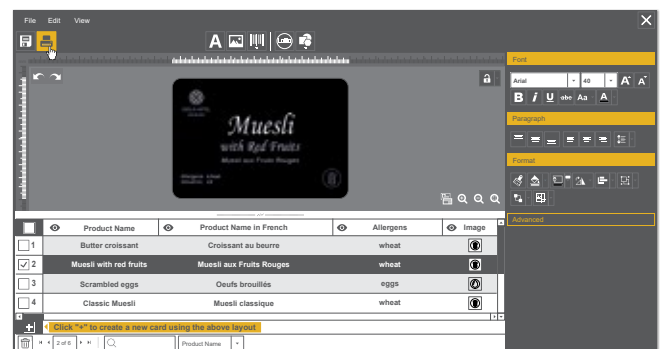 File Edit View
A
Font
Arial 40 A A
B i U abc Aa A
Paragraph
Format
Advanced
Muesli
with Red Fruits
Muesli aux Fruits Rouges
Product Name Product Name in French Allergens Image
1 Butter croissant Croissant au beurre wheat
2 Muesli with red fruits Muesli aux Fruits Rouges wheat
3 Scrambled eggs Oeufs brouillés eggs
4 Classic Muesli Muesli classique wheat
Click "+" to create a new card using the above layout
2 of 6 Product Name